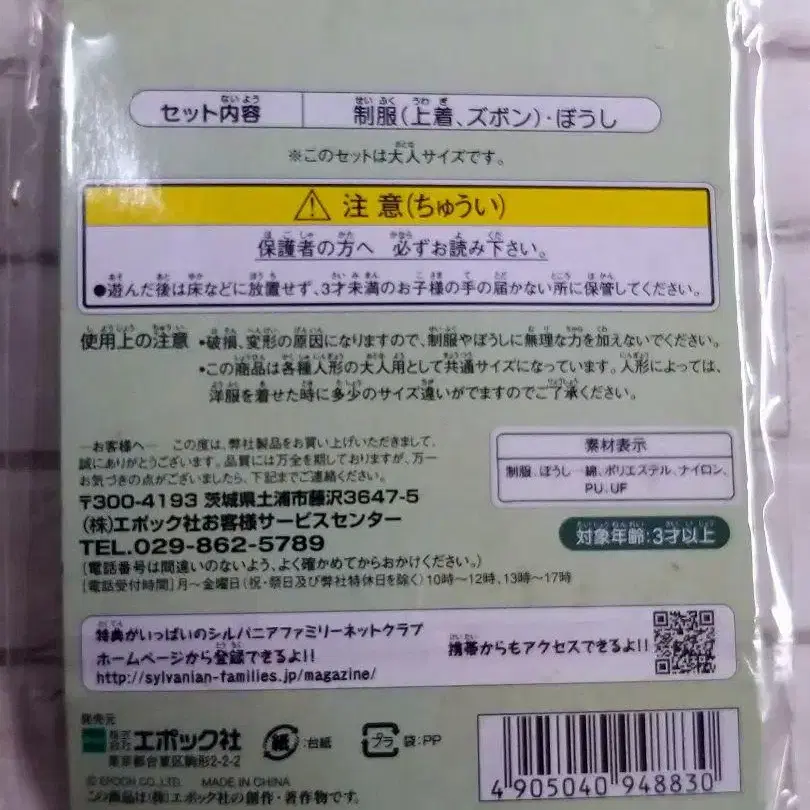 セット内容 制服(上着、ズボン)・ぼうし
※このセットは大人サイズです。
⚠ 注意(ちゅうい)
保護者の方へ 必ずお読み下さい。
●遊んだ後は床などに放置せず、3才未満のお子様の手の届かない所に保管してください。
使用上の注意 ・破損、変形の原因になりますので、制服やぼうしに無理な力を加えないでください。
・この商品は各種人形の大人用として共通サイズになっています。人形によっては、
洋服を着せた時に多少のサイズ違いがでますのでご了承ください。
―お客様へ― この度は、弊社製品をお買い上げいただきまして、
誠にありがとうございます。品質には万全を期しておりますが、万一
お気づきの点がございましたら、下記までご連絡ください。
〒300-4193 茨城県土浦市藤沢3647-5
(株)エポック社お客様サービスセンター
TEL.029-862-5789
(電話番号は間違いのないよう、よく確かめてからおかけください。)
[電話受付時間]月~金曜日(祝・祭日及び弊社特休日を除く)10時~12時、13時~17時
素材表示
制服、ぼうし―綿、ポリエステル、ナイロン、
PU、UF
対象年齢:3才以上
特典がいっぱいのシルバニアファミリーネットクラブ
ホームページから登録できるよ!!
http://sylvanian-families.jp/magazine/
携帯からもアクセスできるよ!!
発売元
株式会社 エポック社
東京都台東区駒形2-2-2
紙 :台紙
プラ 袋:PP
© EPOCH CO., LTD. MADE IN CHINA
この商品は(株)エポック社の創作・著作物です。
4 905040 948830